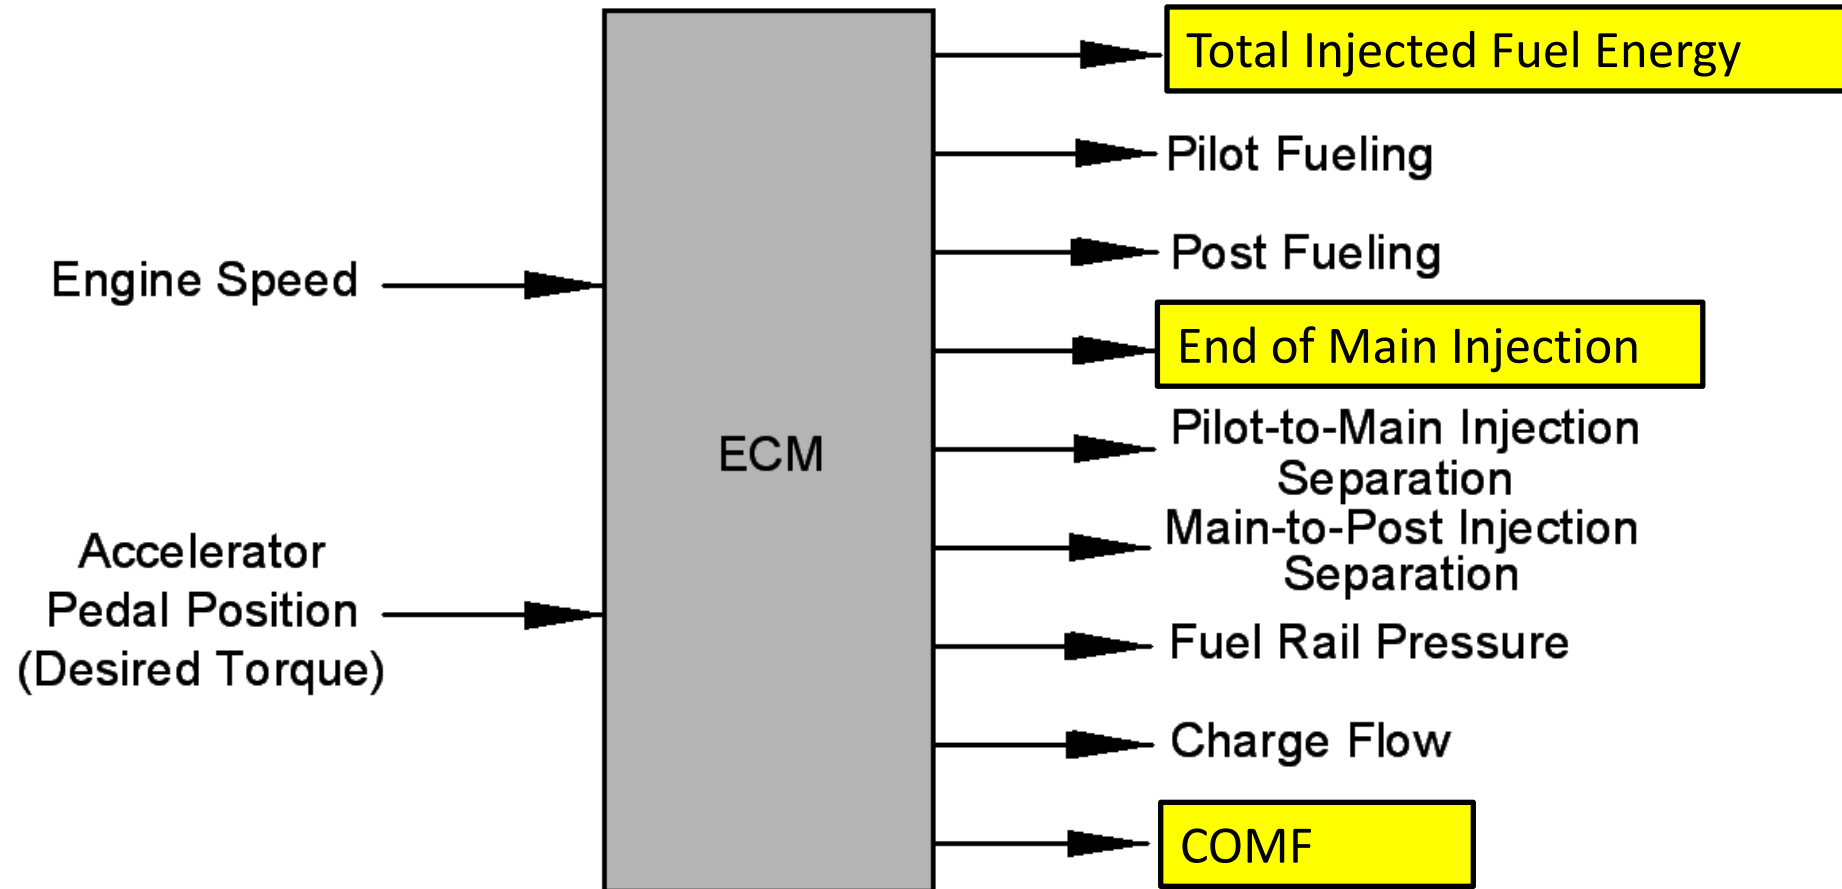 Total Injected Fuel Energy
Pilot Fueling
Post Fueling
Engine Speed
End of Main Injection
Pilot-to-Main Injection
Separation
ECM
Main-to-Post Injection
Separation
Accelerator
Pedal Position
(Desired Torque)
Fuel Rail Pressure
Charge Flow
COMF